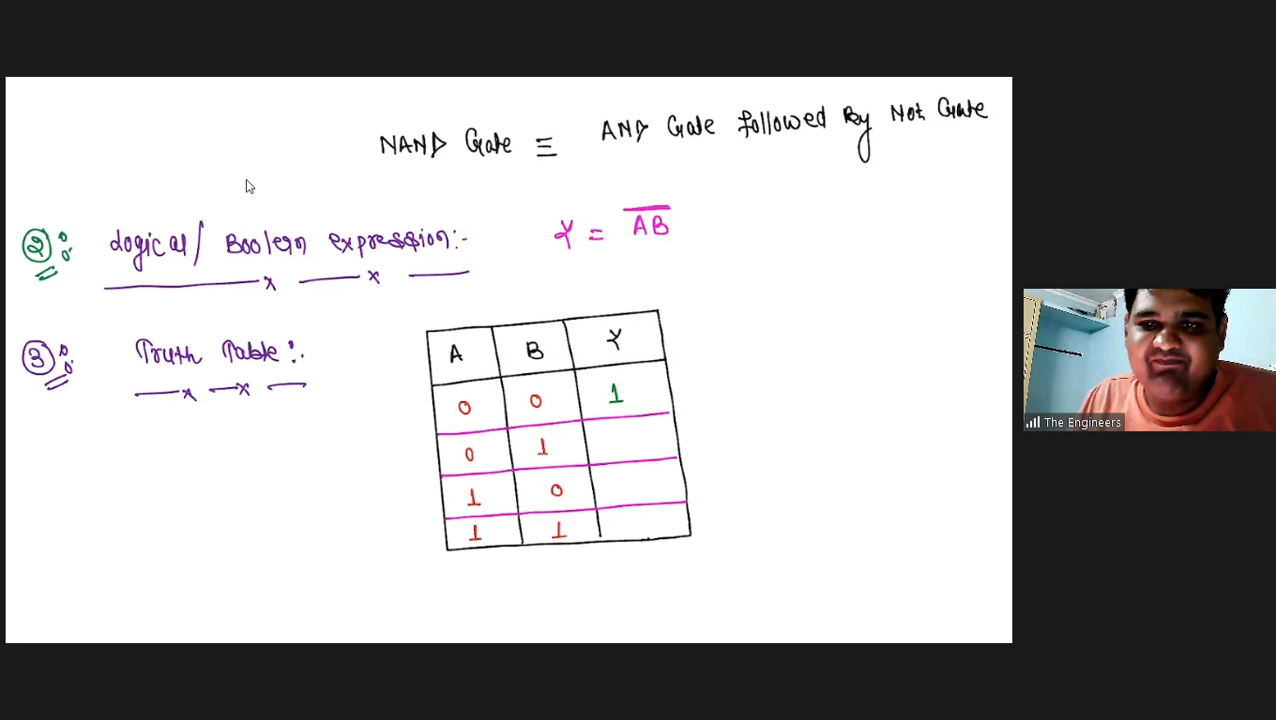 NAND Gate ≡ AND Gate followed By Not Gate
2: Logical/ Boolean expression:- Y = \overline{AB}
3: Truth Table:-
A B Y
0 0 1
0 1
1 0
1 1
The Engineers